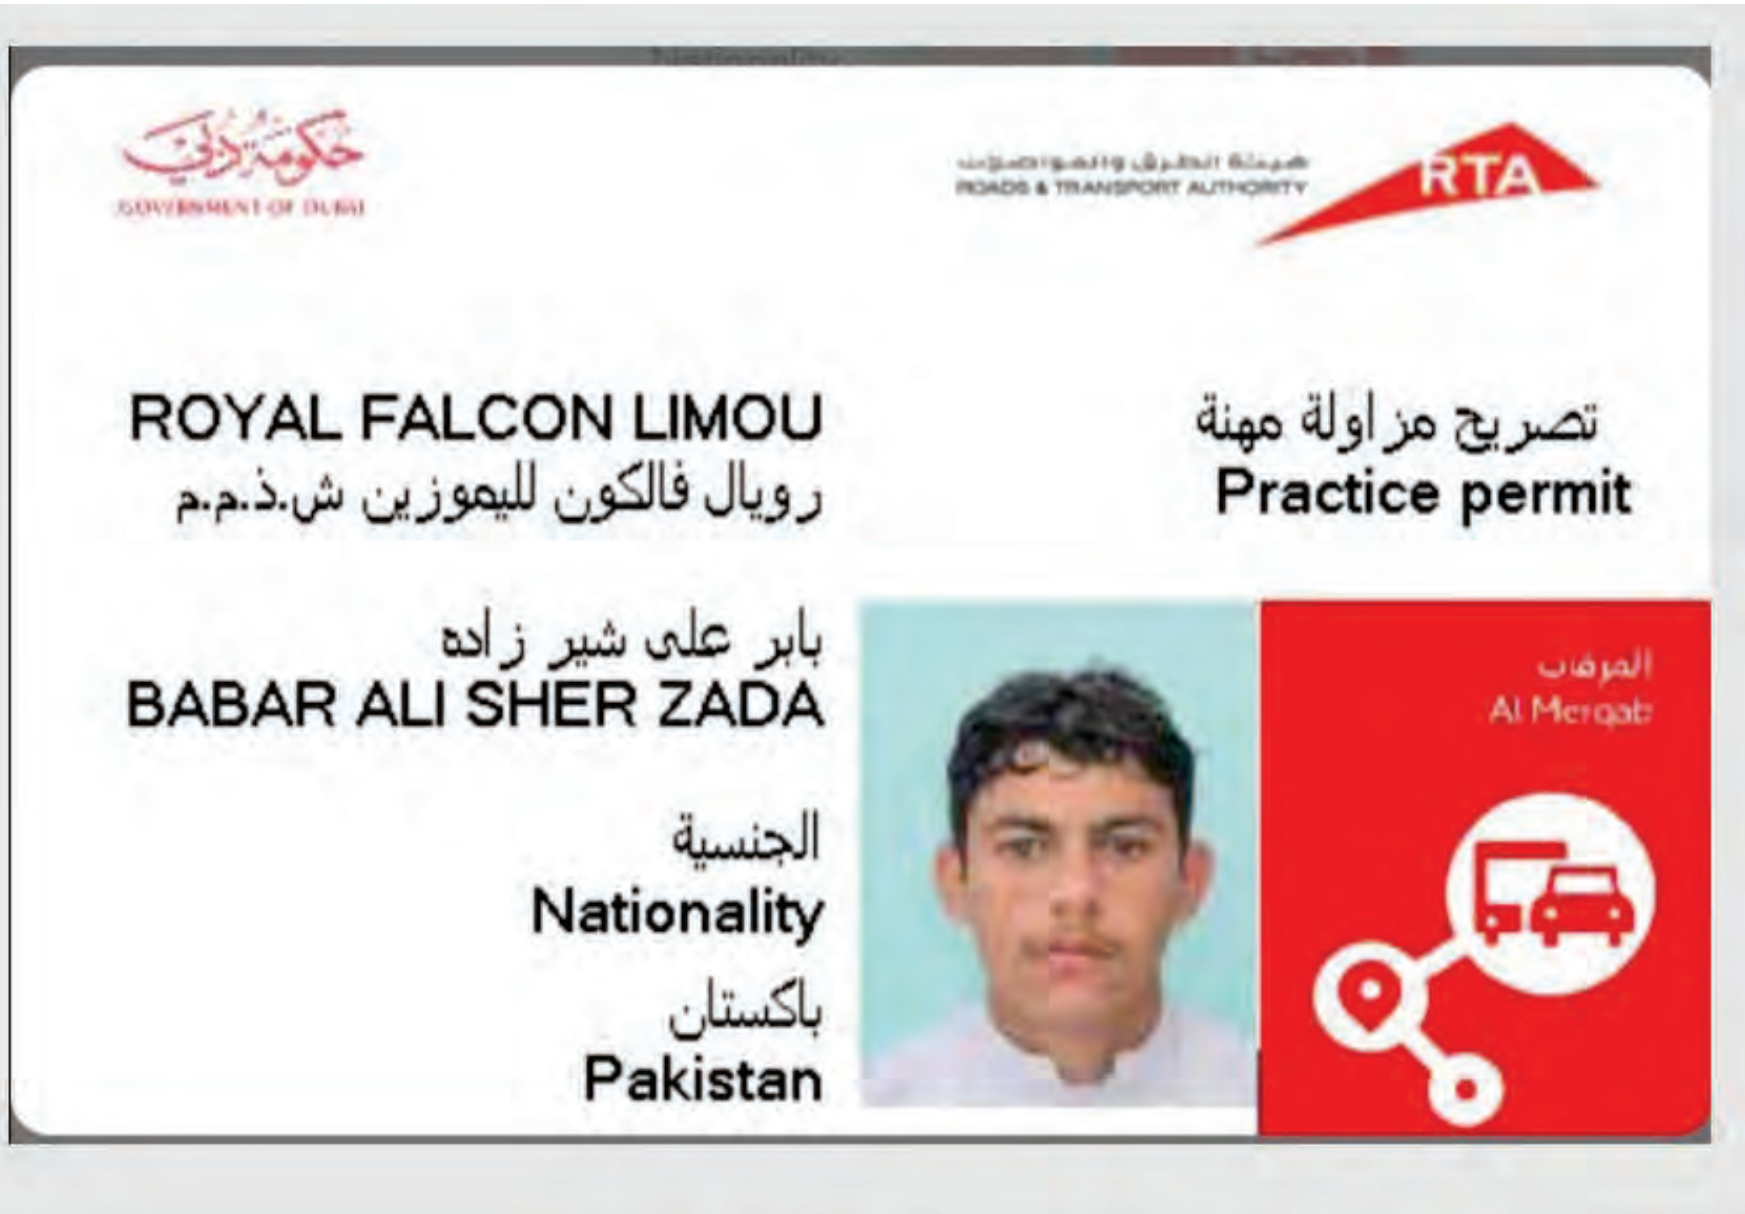 حكومة دبي
GOVERNMENT OF DUBAI
هيئة الطرق والمواصلات
ROADS & TRANSPORT AUTHORITY
RTA
ROYAL FALCON LIMOU
رويال فالكون لليموزين ش.ذ.م.م
تصريح مزاولة مهنة
Practice permit
بابر على شير زاده
BABAR ALI SHER ZADA
الجنسية
Nationality
باكستان
Pakistan
المرقاب
Al Merqab